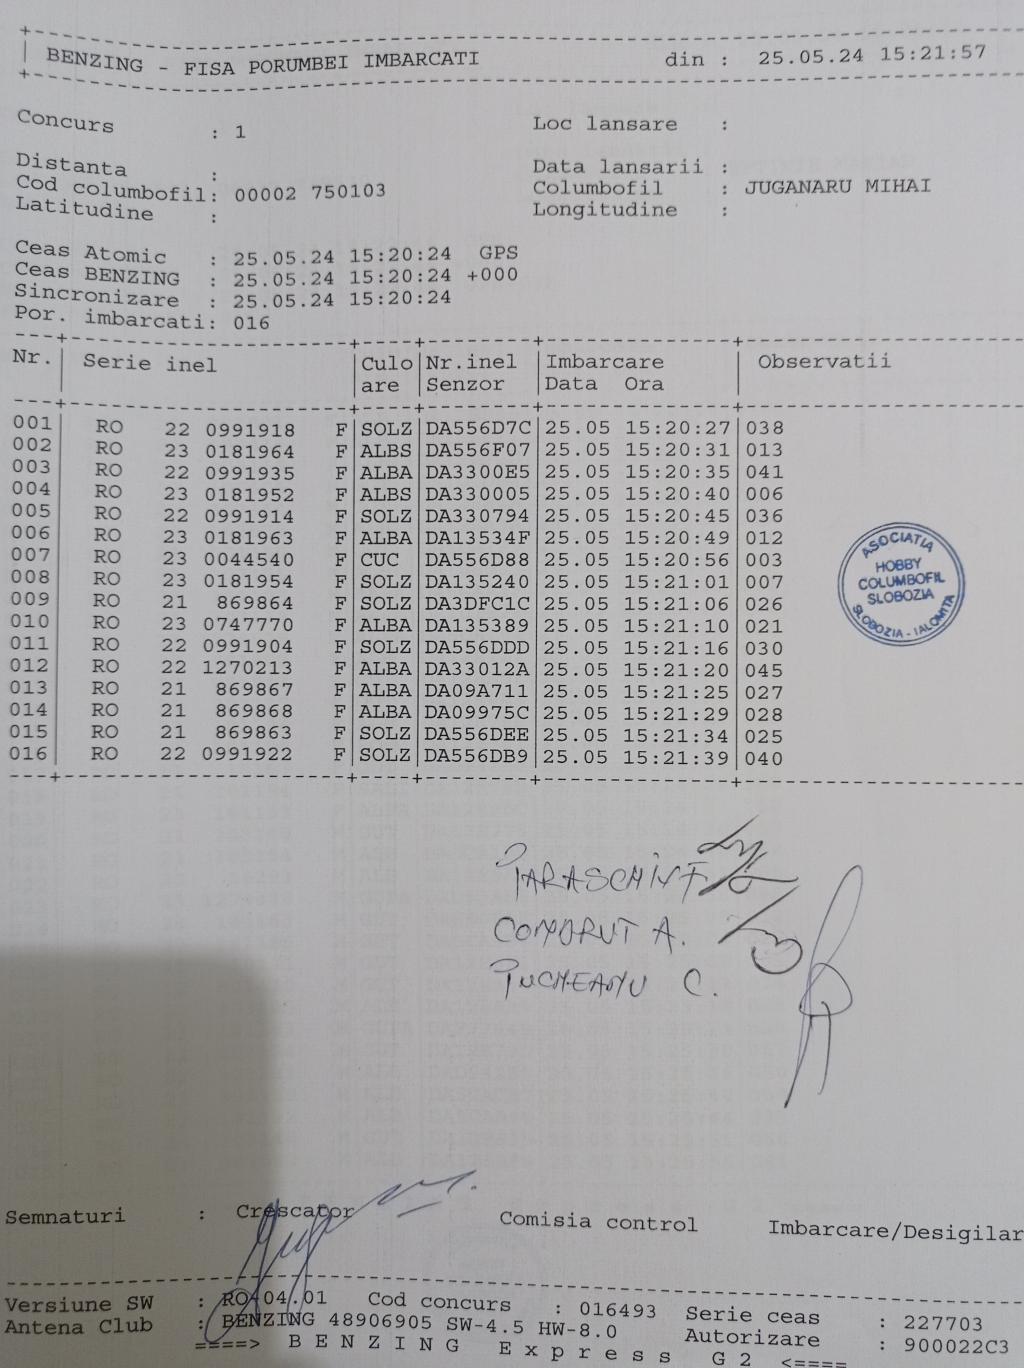 BENZING - FISA PORUMBEI IMBARCATI din : 25.05.24 15:21:57
Concurs : 1 Loc lansare :
Distanta : Data lansarii :
Cod columbofil: 00002 750103 Columbofil : JUGANARU MIHAI
Latitudine : Longitudine :
Ceas Atomic : 25.05.24 15:20:24 GPS
Ceas BENZING : 25.05.24 15:20:24 +000
Sincronizare : 25.05.24 15:20:24
Por. imbarcati: 016
Nr. Serie inel Culo Nr.inel Imbarcare Observatii
are Senzor Data Ora
001 RO 22 0991918 F SOLZ DA556D7C 25.05 15:20:27 038
002 RO 23 0181964 F ALBS DA556F07 25.05 15:20:31 013
003 RO 22 0991935 F ALBA DA3300E5 25.05 15:20:35 041
004 RO 23 0181952 F ALBS DA330005 25.05 15:20:40 006
005 RO 22 0991914 F SOLZ DA330794 25.05 15:20:45 036
006 RO 23 0181963 F ALBA DA13534F 25.05 15:20:49 012
007 RO 23 0044540 F CUC DA556D88 25.05 15:20:56 003
008 RO 23 0181954 F SOLZ DA135240 25.05 15:21:01 007
009 RO 21 869864 F SOLZ DA3DFC1C 25.05 15:21:06 026
010 RO 23 0747770 F ALBA DA135389 25.05 15:21:10 021
011 RO 22 0991904 F SOLZ DA556DDD 25.05 15:21:16 030
012 RO 22 1270213 F ALBA DA33012A 25.05 15:21:20 045
013 RO 21 869867 F ALBA DA09A711 25.05 15:21:25 027
014 RO 21 869868 F ALBA DA09975C 25.05 15:21:29 028
015 RO 21 869863 F SOLZ DA556DEE 25.05 15:21:34 025
016 RO 22 0991922 F SOLZ DA556DB9 25.05 15:21:39 040
ASOCIATIA
HOBBY
COLUMBOFIL
SLOBOZIA
SLOBOZIA - IALOMITA
PARASCHIV F
COMORUT A.
C.
Semnaturi : Crescator Comisia control Imbarcare/Desigilar
Versiune SW : RO-04.01 Cod concurs : 016493 Serie ceas : 227703
Antena Club : BENZING 48906905 SW-4.5 HW-8.0 Autorizare : 900022C3
====> B E N Z I N G E x p r e s s G 2 <====